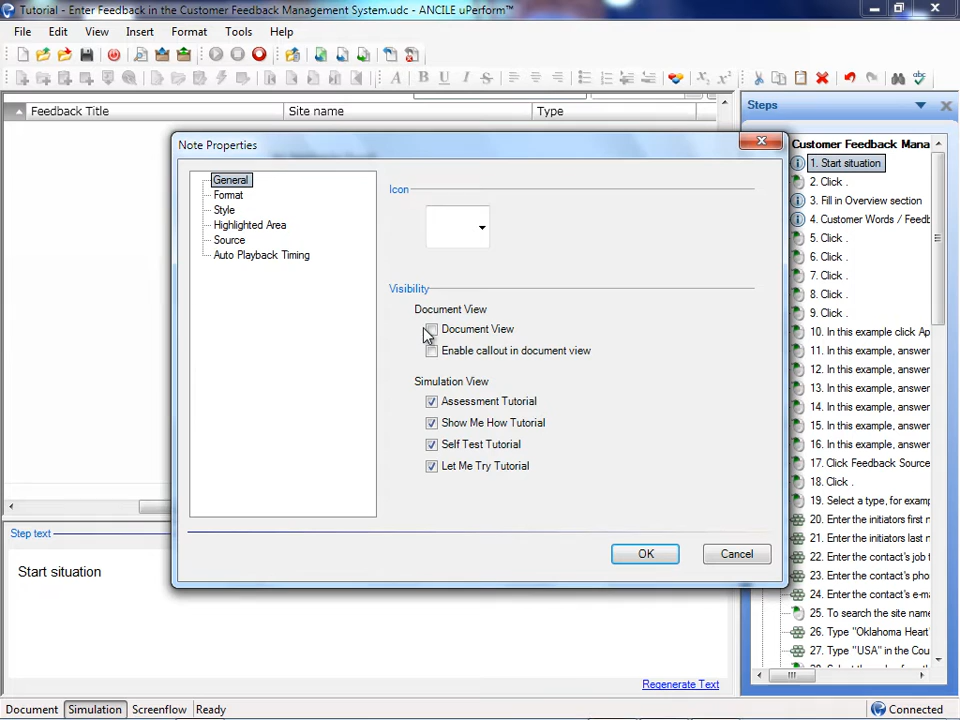 Tutorial - Enter Feedback in the Customer Feedback Management System.udc - ANCILE uPerform™
File Edit View Insert Format Tools Help
Feedback Title Site name Type
Steps
Note Properties
General
Format
Style
Highlighted Area
Source
Auto Playback Timing
Icon
Visibility
Document View
Document View
Enable callout in document view
Simulation View
Assessment Tutorial
Show Me How Tutorial
Self Test Tutorial
Let Me Try Tutorial
OK Cancel
Customer Feedback Mana
1. Start situation
2. Click .
3. Fill in Overview section
4. Customer Words / Feedb
5. Click .
6. Click .
7. Click .
8. Click .
9. Click .
10. In this example click Ap
11. In this example, answer
12. In this example, answer
13. In this example, answer
14. In this example, answer
15. In this example, answer
16. In this example, answer
17. Click Feedback Source
18. Click .
19. Select a type, for examp
20. Enter the initiators first n
21. Enter the initiators last n
22. Enter the contact's job t
23. Enter the contact's pho
24. Enter the contact's e-ma
25. To search the site name
26. Type "Oklahoma Heart"
27. Type "USA" in the Cou
Step text
Start situation
Regenerate Text
Document Simulation Screenflow Ready Connected